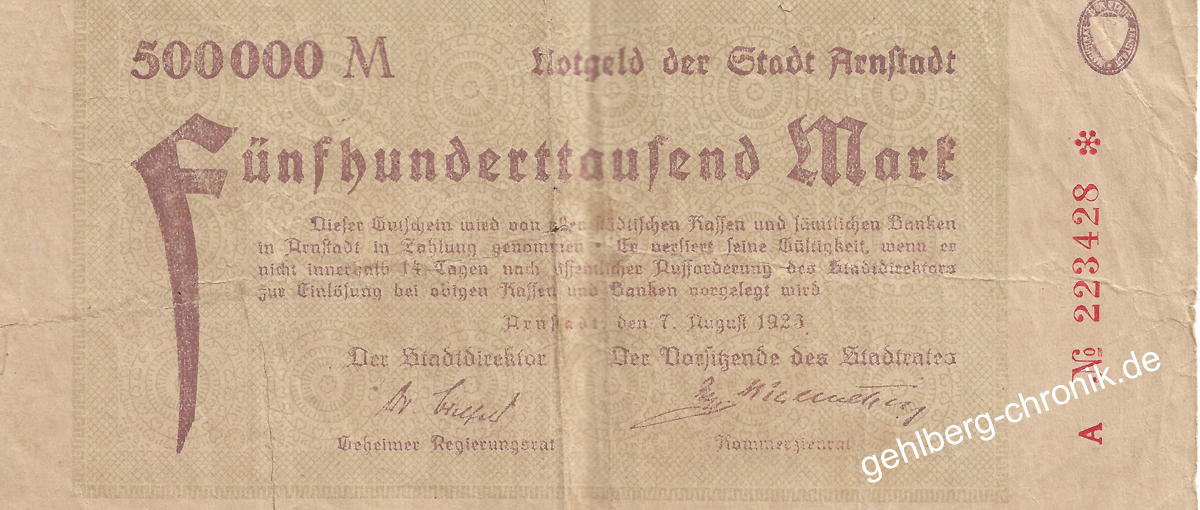 500000 M
Notgeld der Stadt Arnstadt
Fünfhunderttausend Mark
Dieser Gutschein wird von allen städtischen Kassen und sämtlichen Banken
in Arnstadt in Zahlung genommen. Er verliert seine Gültigkeit, wenn er
nicht innerhalb 14 Tagen nach öffentlicher Aufforderung des Stadtdirektors
zur Einlösung bei obigen Kassen und Banken vorgelegt wird
Arnstadt, den 7. August 1923
Der Stadtdirektor
Der Vorsitzende des Stadtrates
Geheimer Regierungsrat
Kommerzienrat
A № 223428 *
gehlberg-chronik.de